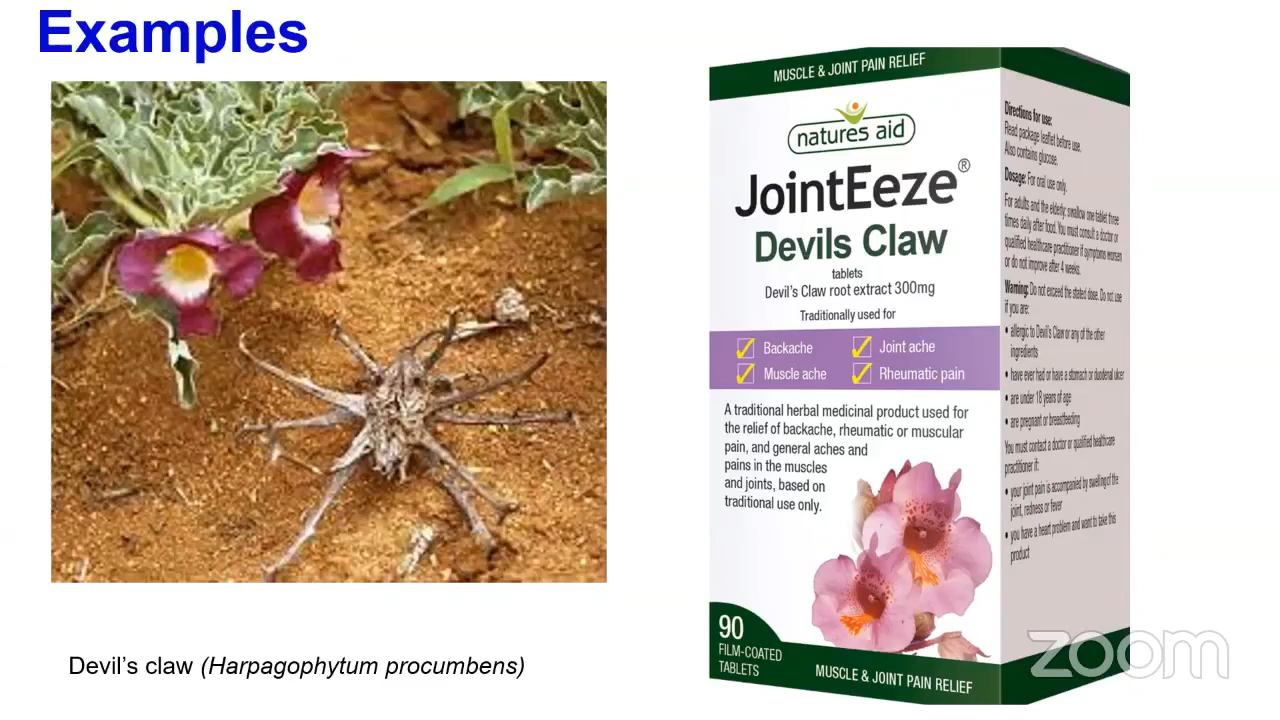 Examples
MUSCLE & JOINT PAIN RELIEF
natures aid
JointEeze®
Devils Claw
tablets
Devil's Claw root extract 300mg
Traditionally used for
Backache
Joint ache
Muscle ache
Rheumatic pain
A traditional herbal medicinal product used for
the relief of backache, rheumatic or muscular
pain, and general aches and
pains in the muscles
and joints, based on
traditional use only.
90
FILM-COATED
TABLETS
MUSCLE & JOINT PAIN RELIEF
Directions for use:
Read package leaflet before use.
Also contains glucose.
Dosage: For oral use only.
For adults and the elderly: swallow one tablet three
times daily after food. You must consult a doctor or
qualified healthcare practitioner if symptoms worsen
or do not improve after 4 weeks.
Warning: Do not exceed the stated dose. Do not use
if you are:
• allergic to Devil's Claw or any of the other
ingredients
• have ever had or have a stomach or duodenal ulcer
• are under 18 years of age
• are pregnant or breastfeeding
You must contact a doctor or qualified healthcare
practitioner if:
• your joint pain is accompanied by swelling of the
joint, redness or fever
• you have a heart problem and want to take this
product
Devil's claw (Harpagophytum procumbens)
zoom